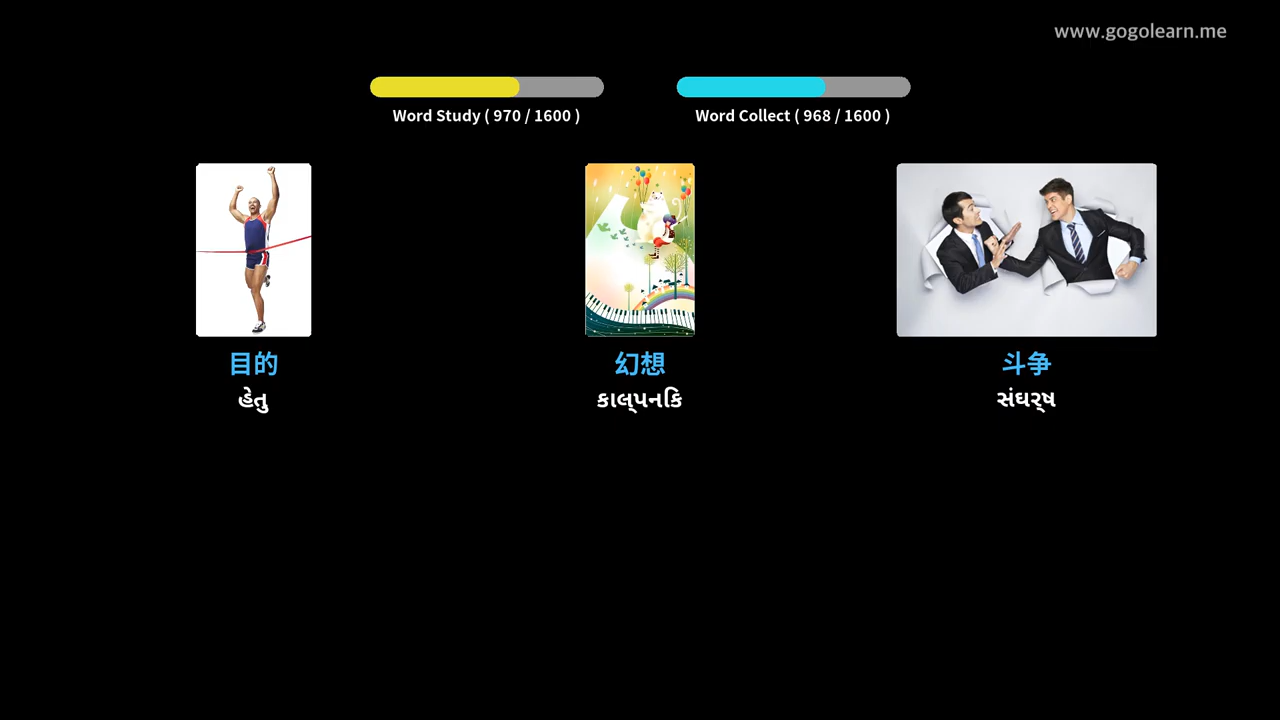 www.gogolearn.me
Word Study ( 970 / 1600 )
Word Collect ( 968 / 1600 )
目的
幻想
斗争
હેતુ
કાલ્પનિક
સંઘર્ષ